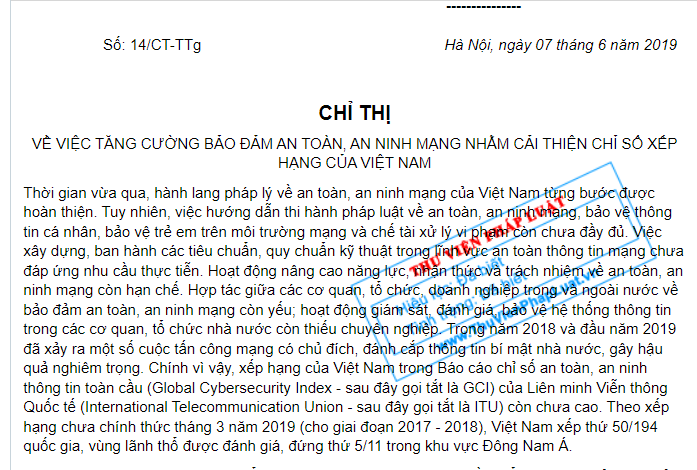 ---------------
Số: 14/CT-TTg
Hà Nội, ngày 07 tháng 6 năm 2019
CHỈ THỊ
VỀ VIỆC TĂNG CƯỜNG BẢO ĐẢM AN TOÀN, AN NINH MẠNG NHẰM CẢI THIỆN CHỈ SỐ XẾP
HẠNG CỦA VIỆT NAM
Thời gian vừa qua, hành lang pháp lý về an toàn, an ninh mạng của Việt Nam từng bước được
hoàn thiện. Tuy nhiên, việc hướng dẫn thi hành pháp luật về an toàn, an ninh mạng, bảo vệ thông
tin cá nhân, bảo vệ trẻ em trên môi trường mạng và chế tài xử lý vi phạm còn chưa đầy đủ. Việc
xây dựng, ban hành các tiêu chuẩn, quy chuẩn kỹ thuật trong lĩnh vực an toàn thông tin mạng chưa
đáp ứng nhu cầu thực tiễn. Hoạt động nâng cao năng lực, nhận thức và trách nhiệm về an toàn, an
ninh mạng còn hạn chế. Hợp tác giữa các cơ quan, tổ chức, doanh nghiệp trong và ngoài nước về
bảo đảm an toàn, an ninh mạng còn yếu; hoạt động giám sát, đánh giá, bảo vệ hệ thống thông tin
trong các cơ quan, tổ chức nhà nước còn thiếu chuyên nghiệp. Trong năm 2018 và đầu năm 2019
đã xảy ra một số cuộc tấn công mạng có chủ đích, đánh cắp thông tin bí mật nhà nước, gây hậu
quả nghiêm trọng. Chính vì vậy, xếp hạng của Việt Nam trong Báo cáo chỉ số an toàn, an ninh
thông tin toàn cầu (Global Cybersecurity Index - sau đây gọi tắt là GCI) của Liên minh Viễn thông
Quốc tế (International Telecommunication Union - sau đây gọi tắt là ITU) còn chưa cao. Theo xếp
hạng chưa chính thức tháng 3 năm 2019 (cho giai đoạn 2017 - 2018), Việt Nam xếp thứ 50/194
quốc gia, vùng lãnh thổ được đánh giá, đứng thứ 5/11 trong khu vực Đông Nam Á.
THƯ VIỆN PHÁP LUẬT
Hiệu lực: Đã biết
Tình trạng: Đã biết
www.ThuVienPhapLuat.vn